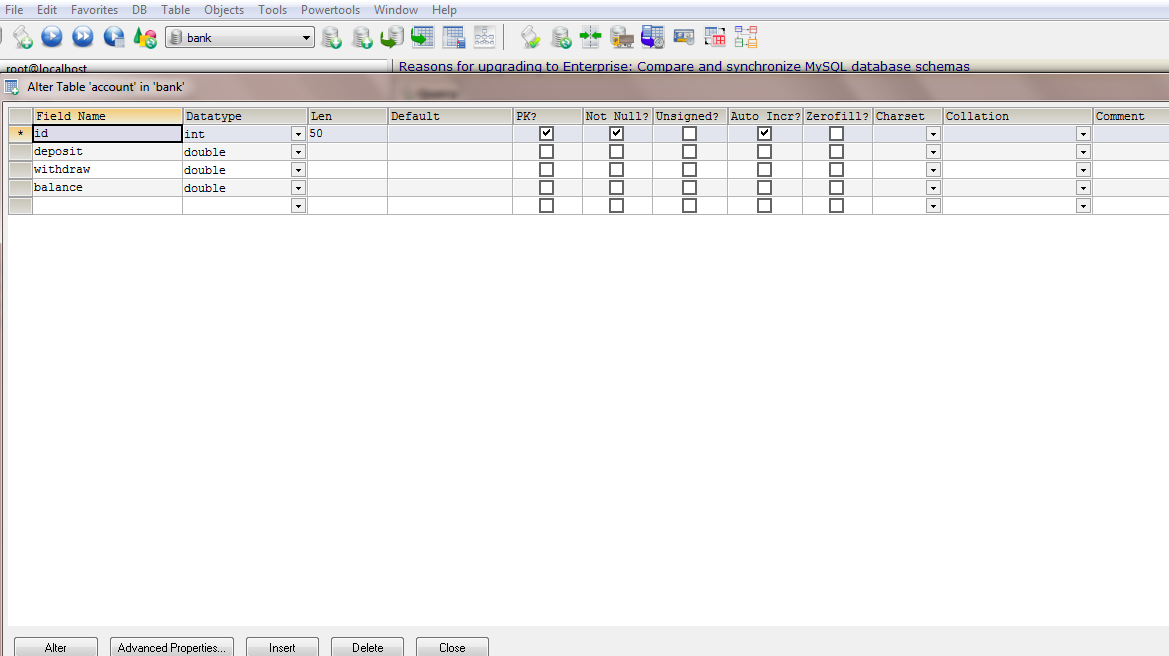 File Edit Favorites DB Table Objects Tools Powertools Window Help
bank
root@localhost
Reasons for upgrading to Enterprise: Compare and synchronize MySQL database schemas
Alter Table 'account' in 'bank'
Field Name Datatype Len Default PK? Not Null? Unsigned? Auto Incr? Zerofill? Charset Collation Comment
* id int 50
deposit double
withdraw double
balance double
Alter Advanced Properties... Insert Delete Close